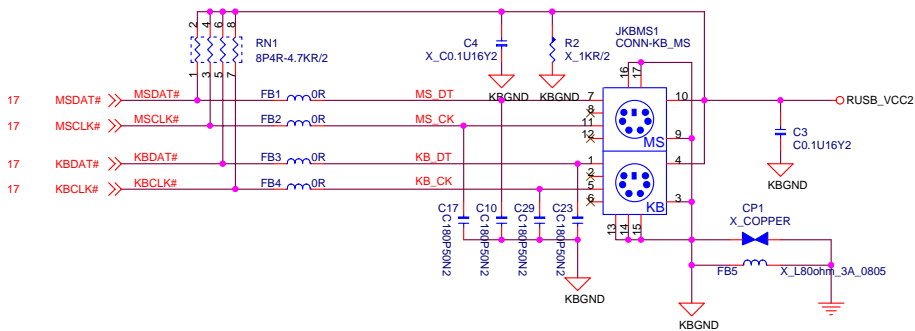 2 4 6 8
RN1
8P4R-4.7KR/2
1 3 5 7
C4
X_C0.1U16Y2
R2
X_1KR/2
JKBMS1
CONN-KB_MS
16 17
KBGND
KBGND
17 MSDAT# MSDAT# FB1 0R MS_DT 7 10 RUSB_VCC2
8
17 MSCLK# MSCLK# FB2 0R MS_CK 11
12 MS 9
C3
C0.1U16Y2
17 KBDAT# KBDAT# FB3 0R KB_DT 1 4
2
KBGND
17 KBCLK# KBCLK# FB4 0R KB_CK 5
6 KB 3
C17 C10 C29 C23
C180P50N2 C180P50N2 C180P50N2 C180P50N2
13 14 15
CP1
X_COPPER
FB5 X_L80ohm_3A_0805
KBGND
KBGND